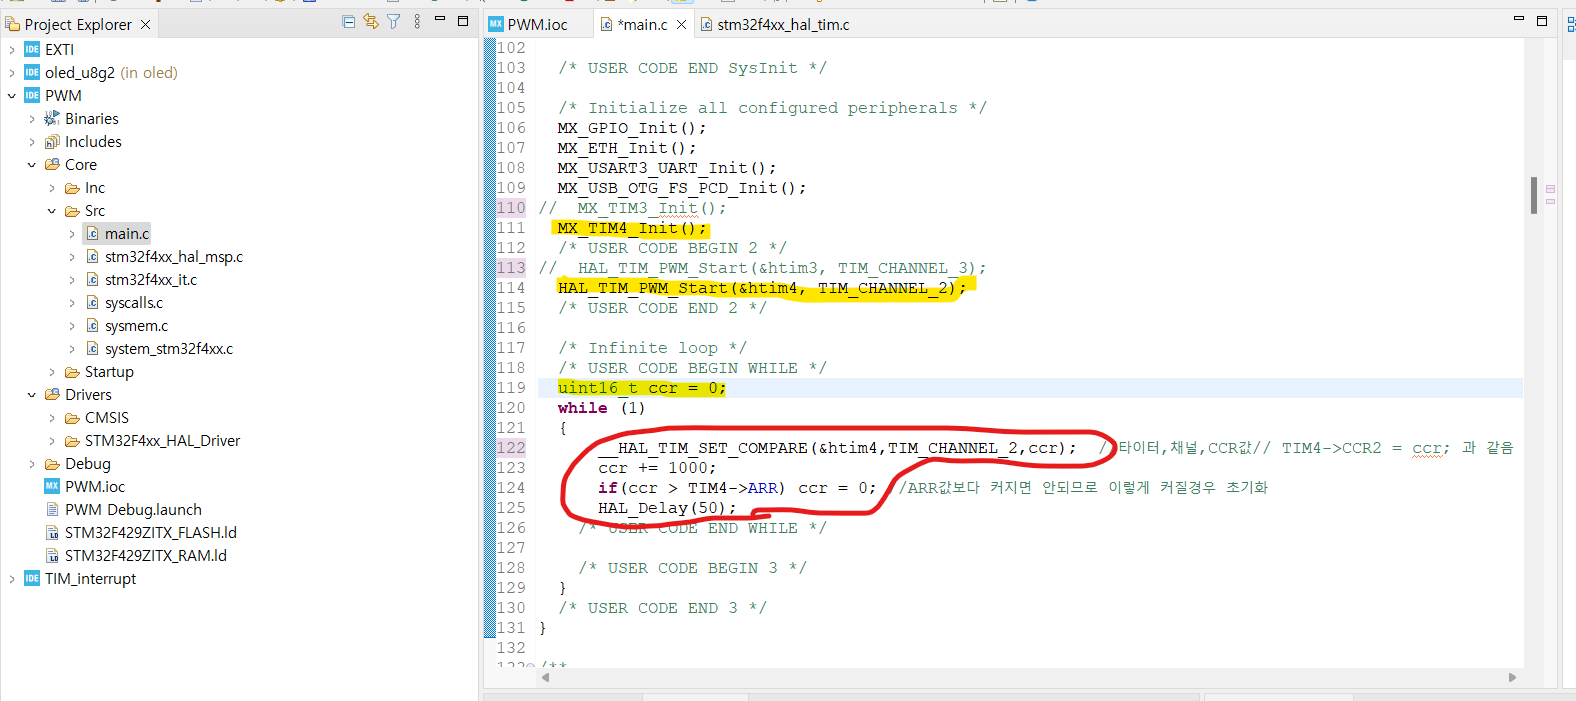 Project Explorer
EXTI
oled_u8g2 (in oled)
PWM
Binaries
Includes
Core
Inc
Src
main.c
stm32f4xx_hal_msp.c
stm32f4xx_it.c
syscalls.c
sysmem.c
system_stm32f4xx.c
Startup
Drivers
CMSIS
STM32F4xx_HAL_Driver
Debug
PWM.ioc
PWM Debug.launch
STM32F429ZITX_FLASH.ld
STM32F429ZITX_RAM.ld
TIM_interrupt
PWM.ioc
*main.c
stm32f4xx_hal_tim.c
102
103 /* USER CODE END SysInit */
104
105 /* Initialize all configured peripherals */
106 MX_GPIO_Init();
107 MX_ETH_Init();
108 MX_USART3_UART_Init();
109 MX_USB_OTG_FS_PCD_Init();
110 // MX_TIM3_Init();
111 MX_TIM4_Init();
112 /* USER CODE BEGIN 2 */
113 // HAL_TIM_PWM_Start(&htim3, TIM_CHANNEL_3);
114 HAL_TIM_PWM_Start(&htim4, TIM_CHANNEL_2);
115 /* USER CODE END 2 */
116
117 /* Infinite loop */
118 /* USER CODE BEGIN WHILE */
119 uint16_t ccr = 0;
120 while (1)
121 {
122 __HAL_TIM_SET_COMPARE(&htim4,TIM_CHANNEL_2,ccr); //타이터,채널,CCR값// TIM4->CCR2 = ccr; 과 같음
123 ccr += 1000;
124 if(ccr > TIM4->ARR) ccr = 0; //ARR값보다 커지면 안되므로 이렇게 커질경우 초기화
125 HAL_Delay(50);
126 /* USER CODE END WHILE */
127
128 /* USER CODE BEGIN 3 */
129 }
130 /* USER CODE END 3 */
131 }
132
133 /**